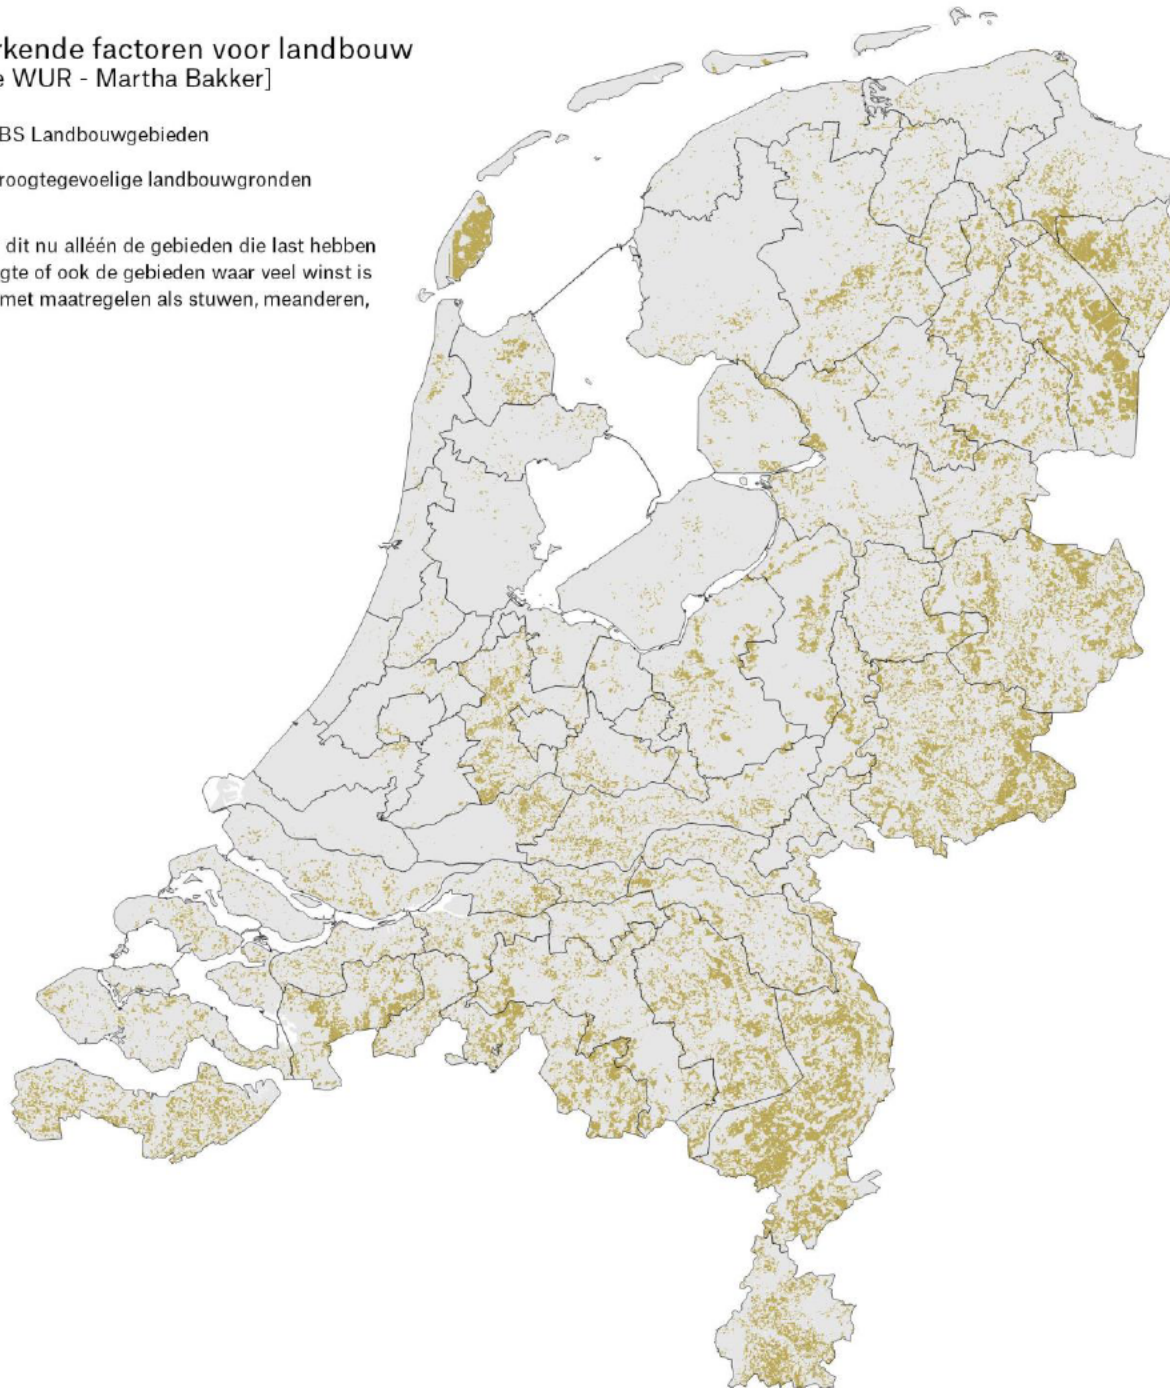 rkende factoren voor landbouw
e WUR - Martha Bakker]
BS Landbouwgebieden
roogtegevoelige landbouwgronden
dit nu alléén de gebieden die last hebben
gte of ook de gebieden waar veel winst is
met maatregelen als stuwen, meanderen,